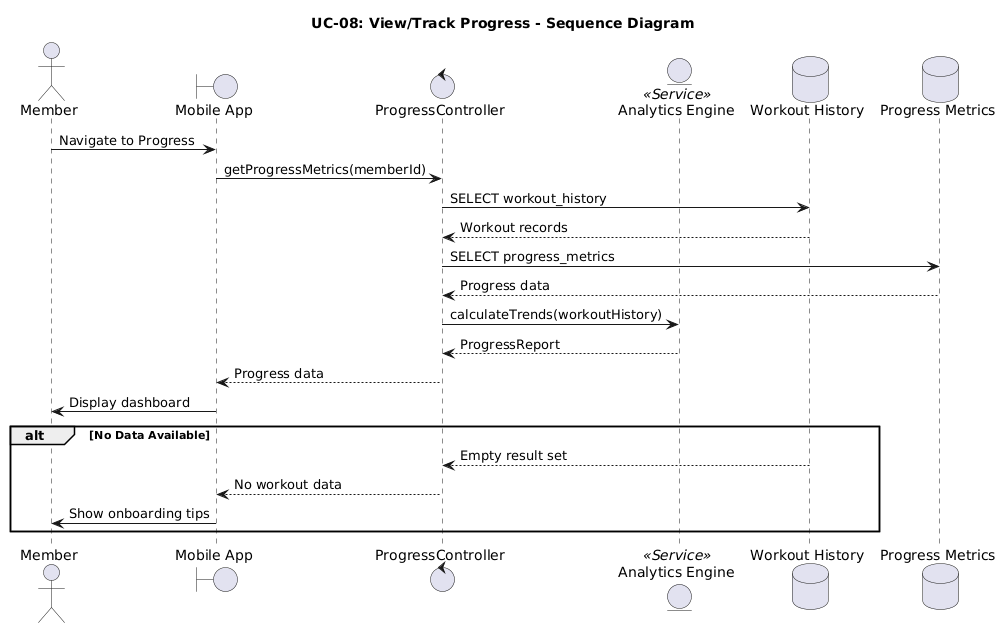 UC-08: View/Track Progress - Sequence Diagram
Member
Mobile App
ProgressController
«Service»
Analytics Engine
Workout History
Progress Metrics
Navigate to Progress
getProgressMetrics(memberId)
SELECT workout_history
Workout records
SELECT progress_metrics
Progress data
calculateTrends(workoutHistory)
ProgressReport
Progress data
Display dashboard
alt
[No Data Available]
Empty result set
No workout data
Show onboarding tips
Member
Mobile App
ProgressController
«Service»
Analytics Engine
Workout History
Progress Metrics